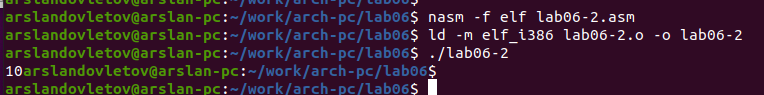 arslandovletov@arslan-pc:~/work/arch-pc/lab06$ nasm -f elf lab06-2.asm
arslandovletov@arslan-pc:~/work/arch-pc/lab06$ ld -m elf_i386 lab06-2.o -o lab06-2
arslandovletov@arslan-pc:~/work/arch-pc/lab06$ ./lab06-2
10arslandovletov@arslan-pc:~/work/arch-pc/lab06$
arslandovletov@arslan-pc:~/work/arch-pc/lab06$